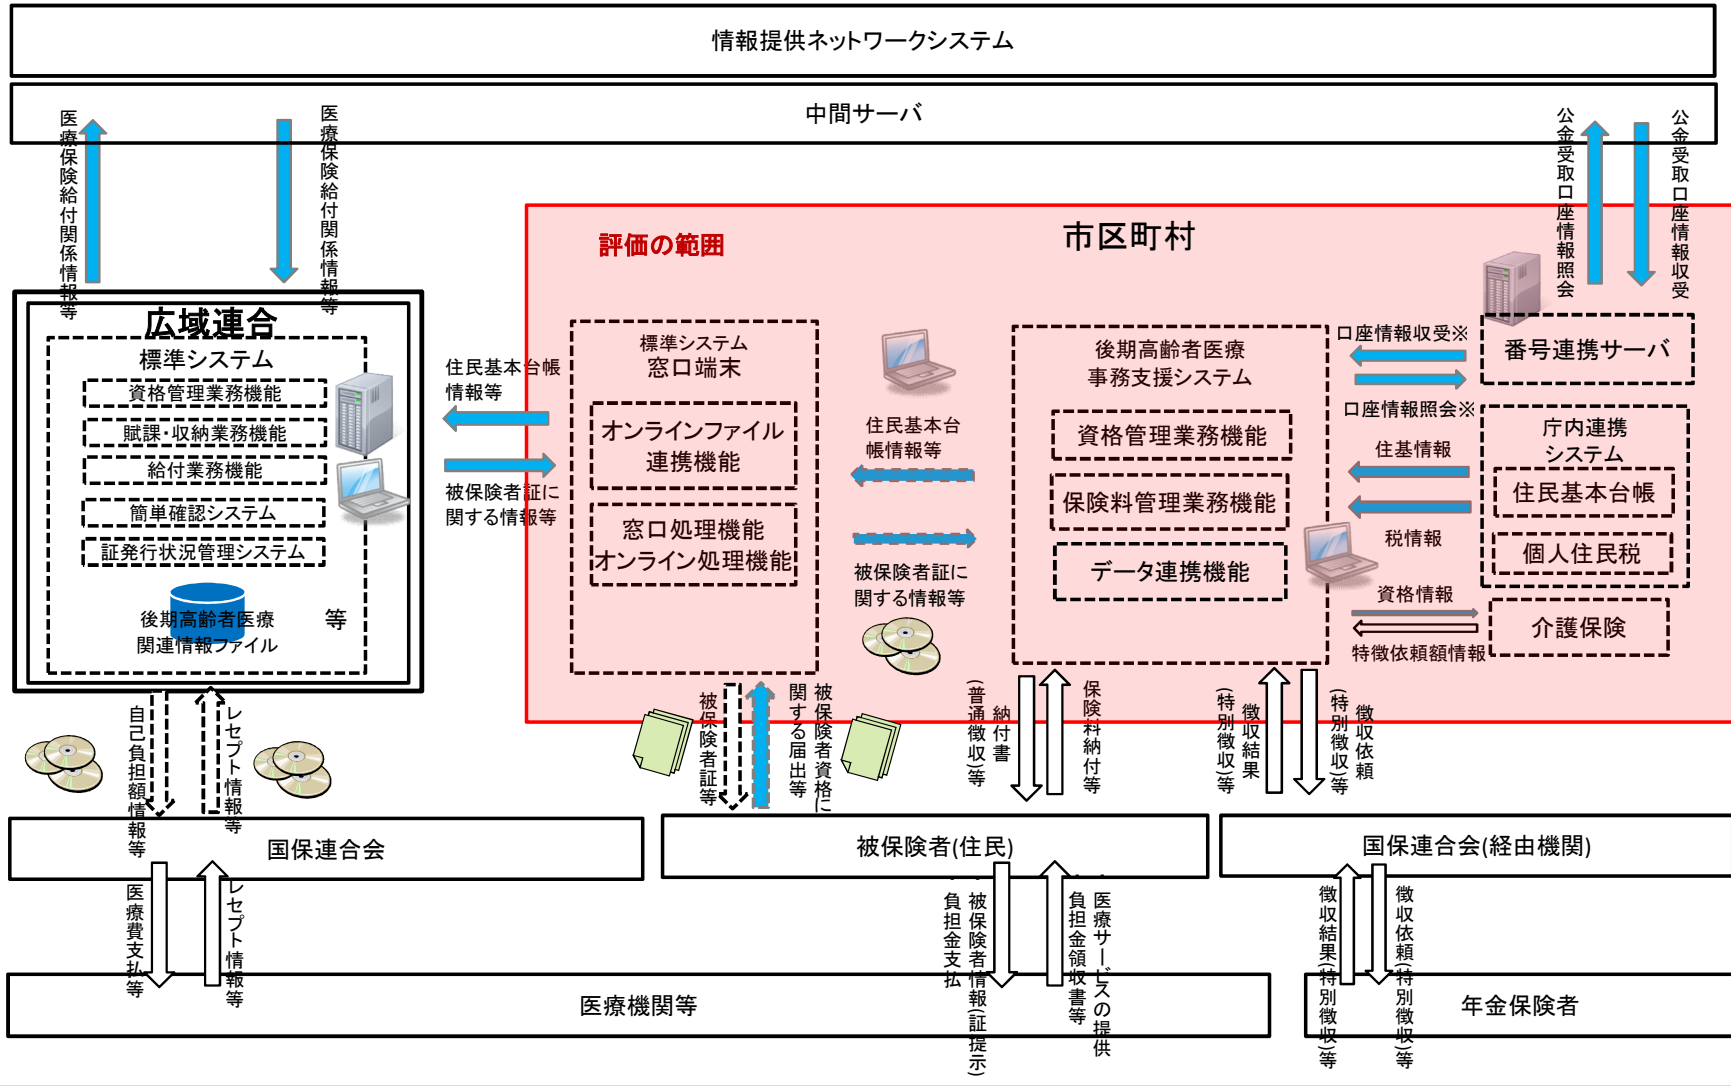 情報提供ネットワークシステム
中間サーバ
医療保険給付関係情報等
医療保険給付関係情報等
公金受取口座情報照会
公金受取口座情報収受
評価の範囲
市区町村
広域連合
標準システム
資格管理業務機能
賦課・収納業務機能
給付業務機能
簡単確認システム
証発行状況管理システム
後期高齢者医療
関連情報ファイル
等
住民基本台帳
情報等
被保険者証に
関する情報等
標準システム
窓口端末
オンラインファイル
連携機能
窓口処理機能
オンライン処理機能
住民基本台
帳情報等
被保険者証に
関する情報等
後期高齢者医療
事務支援システム
資格管理業務機能
保険料管理業務機能
データ連携機能
口座情報収受※
口座情報照会※
住基情報
税情報
資格情報
特徴依頼額情報
番号連携サーバ
庁内連携
システム
住民基本台帳
個人住民税
介護保険
自己負担額情報等
レセプト情報等
被保険者証等
被保険者資格に
関する届出等
納付書
(普通徴収)等
保険料納付等
徴収結果
(特別徴収)等
徴収依頼
(特別徴収)等
国保連合会
被保険者(住民)
国保連合会(経由機関)
医療費支払等
レセプト情報等
・被保険者情報(証提示)
・負担金支払
・医療サービスの提供
・負担金領収書等
徴収結果(特別徴収)等
徴収依頼(特別徴収)等
医療機関等
年金保険者